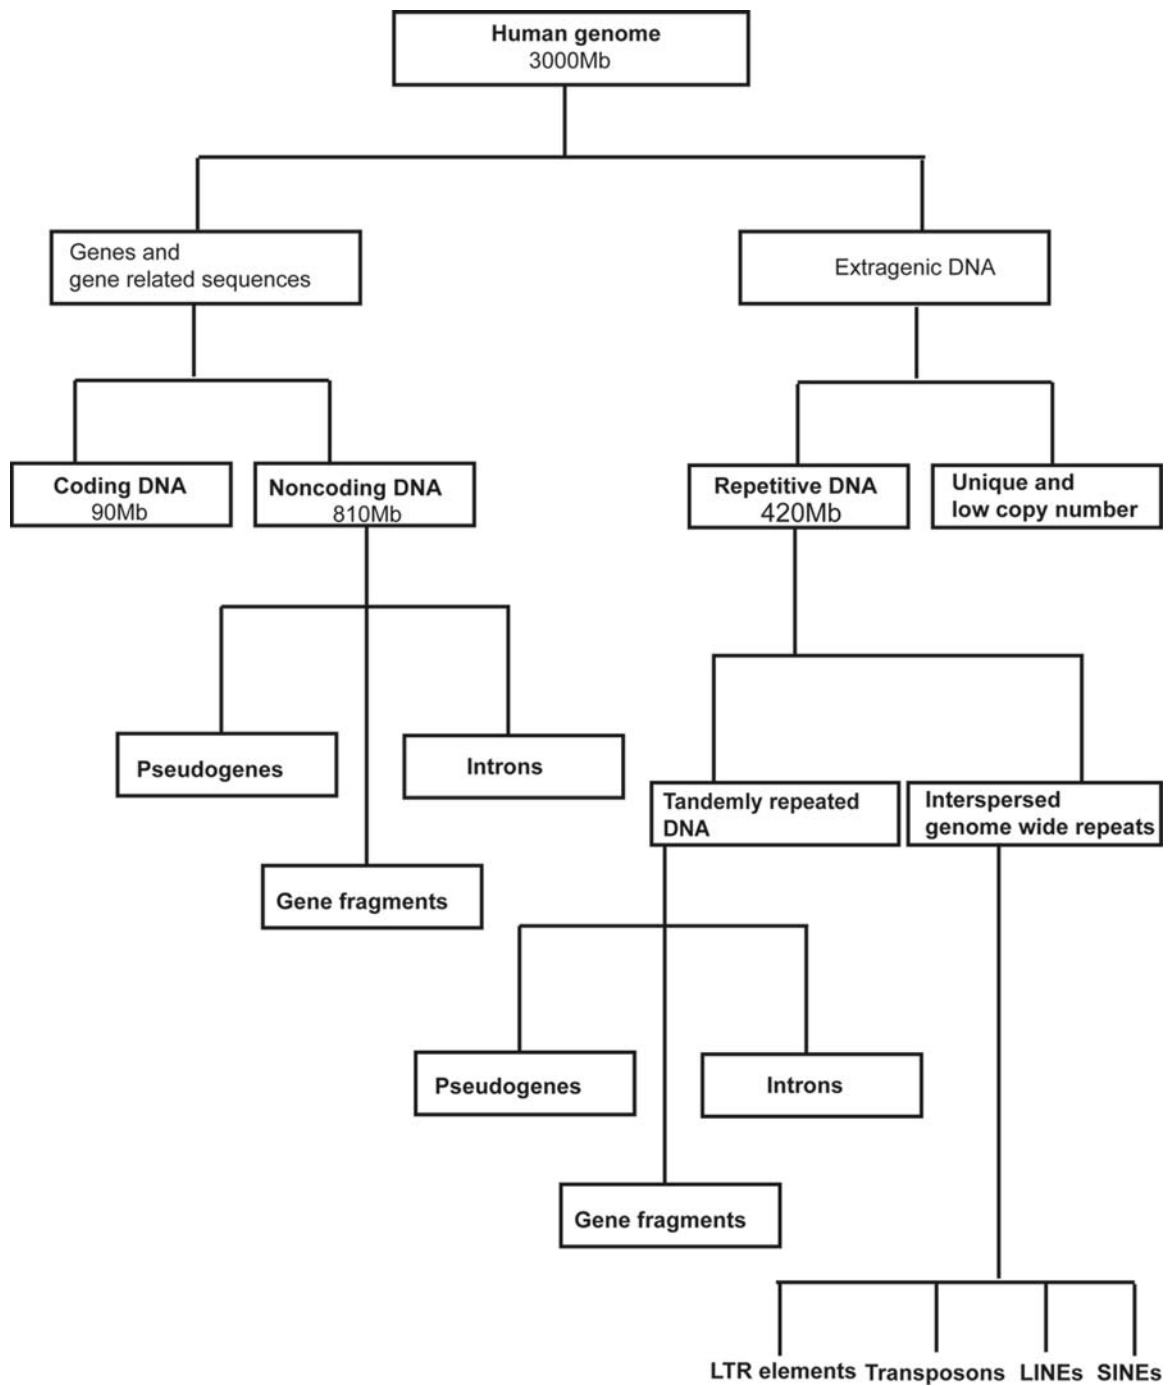 Human genome
3000Mb
Genes and
gene related sequences
Extragenic DNA
Coding DNA
90Mb
Noncoding DNA
810Mb
Repetitive DNA
420Mb
Unique and
low copy number
Pseudogenes
Introns
Gene fragments
Tandemly repeated
DNA
Interspersed
genome wide repeats
Pseudogenes
Introns
Gene fragments
LTR elements Transposons LINEs SINEs